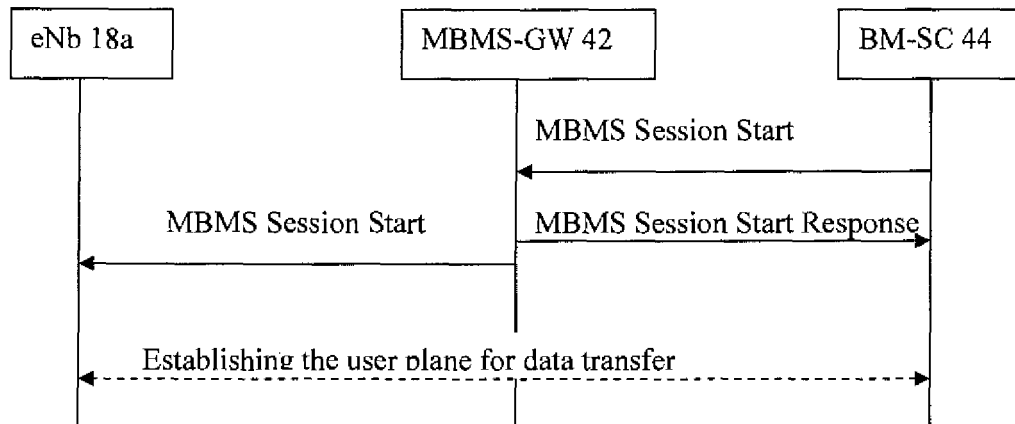 eNb 18a
MBMS-GW 42
BM-SC 44
MBMS Session Start
MBMS Session Start
MBMS Session Start Response
Establishing the user plane for data transfer